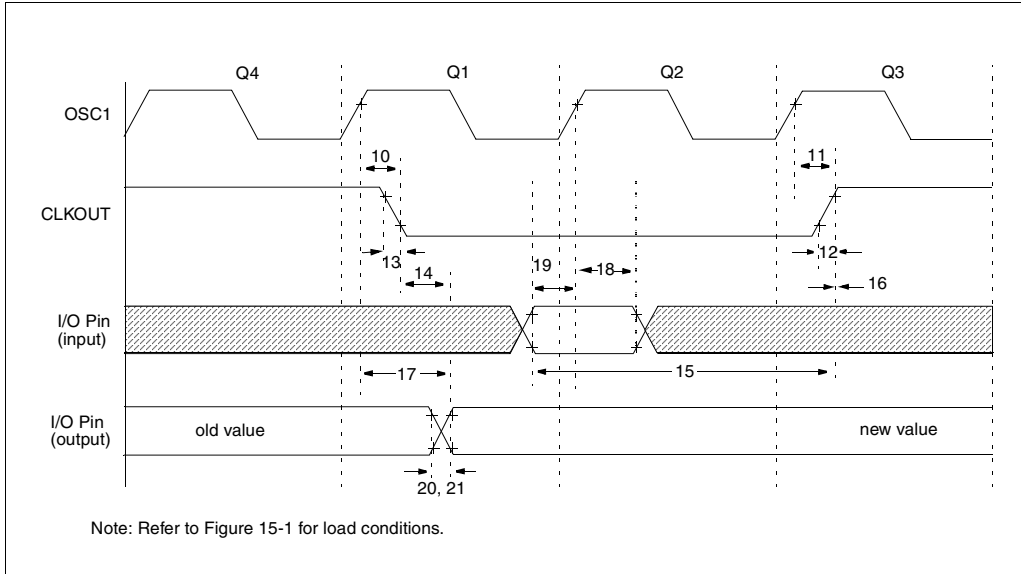 Q4 Q1 Q2 Q3
OSC1
10 11
CLKOUT
13 12
14 19 18 16
I/O Pin
(input)
17 15
I/O Pin
(output)
old value new value
20, 21
Note: Refer to Figure 15-1 for load conditions.